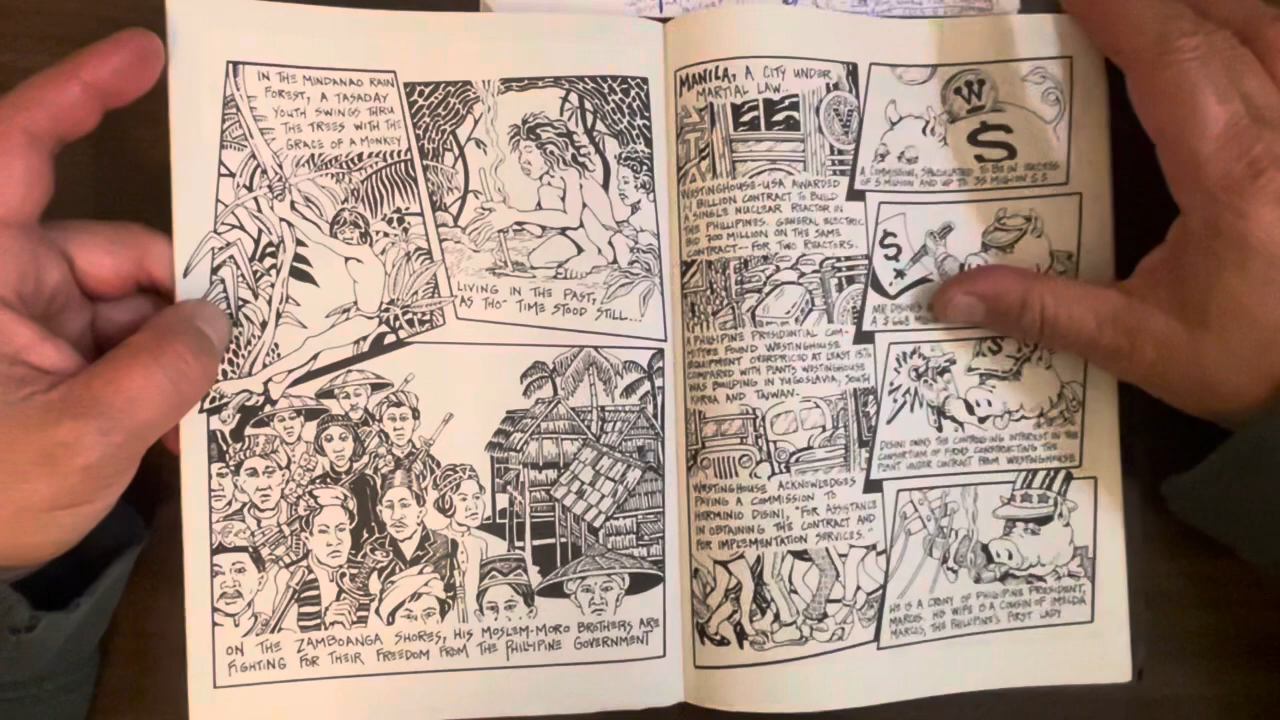 IN THE MINDANAO RAIN
FOREST, A TASADAY
YOUTH SWINGS THRU
THE TREES WITH THE
GRACE OF A MONKEY
LIVING IN THE PAST,
AS THO' TIME STOOD STILL...
ON THE ZAMBOANGA SHORES, HIS MOSLEM-MORO BROTHERS ARE
FIGHTING FOR THEIR FREEDOM FROM THE PHILLIPINE GOVERNMENT
MANILA, A CITY UNDER
MARTIAL LAW..
WESTINGHOUSE-USA AWARDED
1 BILLION CONTRACT TO BUILD
A SINGLE NUCLEAR REACTOR IN
THE PHILLIPINES. GENERAL ELECTRIC
BID 700 MILLION ON THE SAME
CONTRACT—FOR TWO REACTORS.
A PHILIPINE PRESIDENTIAL COM-
MITTEE FOUND WESTINGHOUSE
EQUIPMENT OVERPRICED AT LEAST 15%
COMPARED WITH PLANTS WESTINGHOUSE
WAS BUILDING IN YUGOSLAVIA, SOUTH
KOREA AND TAIWAN-
WESTINGHOUSE ACKNOWLEDGES
PAYING A COMMISSION TO
HERMINIO DISINI, "FOR ASSISTANCE
IN OBTAINING THE CONTRACT AND
FOR IMPLEMENTATION SERVICES.
W
$
A COMMISSION, SPECULATED TO BE IN EXCESS
OF 5 MILLION AND UP TO 35 MILLION $$
$
MR DISINI'S
A $
$
DISINI OWNS THE CONTROLING INTEREST IN THE
CONSORTIUM OF FIRMS CONSTRUCTING THE
PLANT UNDER CONTRACT FROM WESTINGHOUSE
HE IS A CRONY OF PHILIPINE PRESIDENT,
MARCOS. HIS WIFE IS A COUSIN OF IMELDA
MARCOS, THE PHILLIPINE'S FIRST LADY